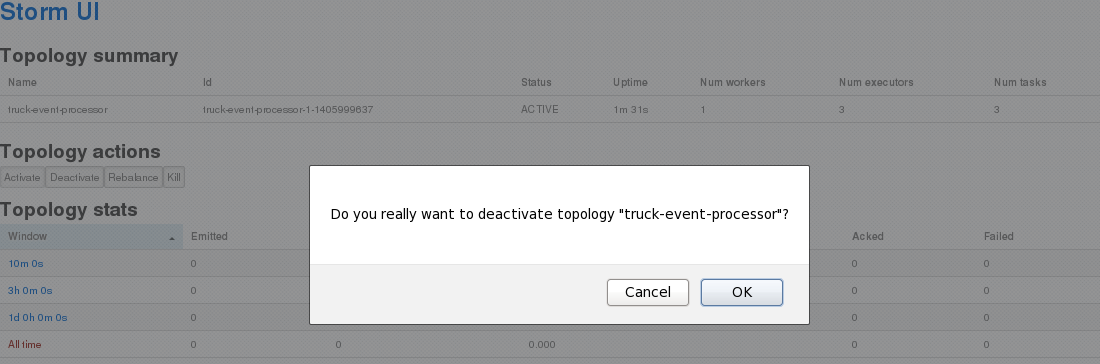 Storm UI
Topology summary
Name Id Status Uptime Num workers Num executors Num tasks
truck-event-processor truck-event-processor-1-1405999637 ACTIVE 1m 31s 1 3 3
Topology actions
Activate Deactivate Rebalance Kill
Do you really want to deactivate topology "truck-event-processor"?
Topology stats
Window Emitted Acked Failed
10m 0s 0 0 0
3h 0m 0s 0 0 0
Cancel OK
1d 0h 0m 0s 0 0 0
All time 0 0 0.000 0 0